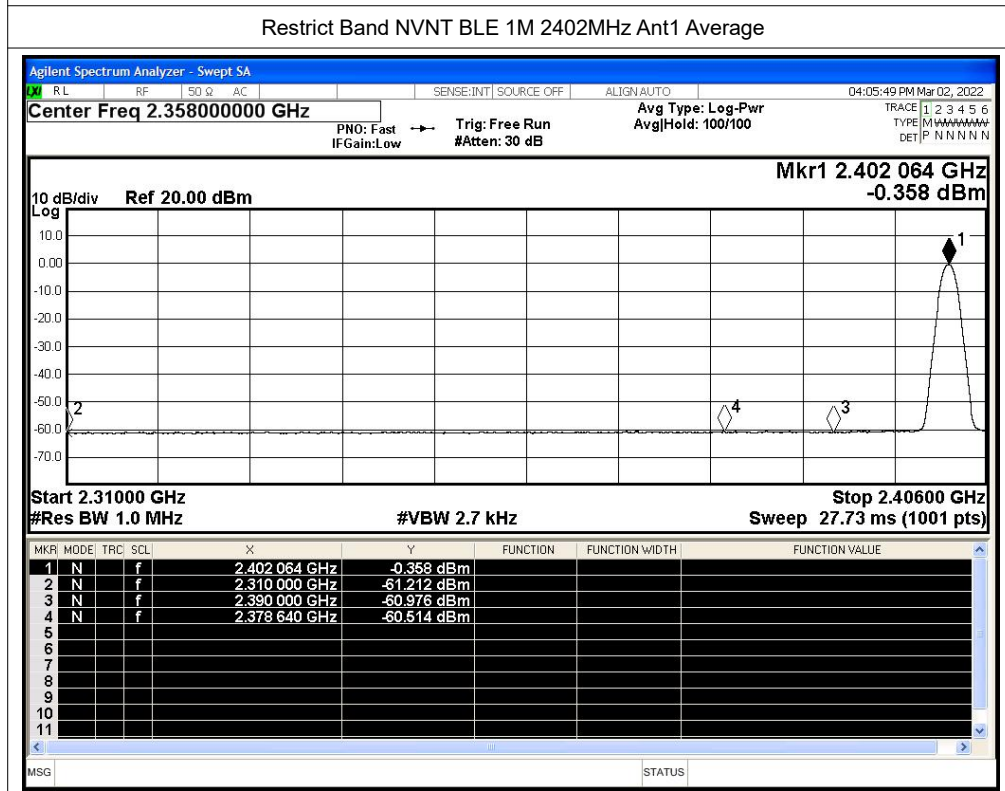 Restrict Band NVNT BLE 1M 2402MHz Ant1 Average
Agilent Spectrum Analyzer - Swept SA
LXI RL RF 50 Ω AC SENSE:INT SOURCE OFF ALIGN AUTO 04:05:49 PM Mar 02, 2022
Center Freq 2.358000000 GHz
PNO: Fast
IFGain:Low
Trig: Free Run
#Atten: 30 dB
Avg Type: Log-Pwr
Avg|Hold: 100/100
TRACE 1 2 3 4 5 6
TYPE MWWWWW
DET P N N N N N
Mkr1 2.402 064 GHz
-0.358 dBm
10 dB/div Ref 20.00 dBm
Log
10.0
0.00
-10.0
-20.0
-30.0
-40.0
-50.0
-60.0
-70.0
1
2
4
3
Start 2.31000 GHz Stop 2.40600 GHz
#Res BW 1.0 MHz #VBW 2.7 kHz Sweep 27.73 ms (1001 pts)
MKR MODE TRC SCL X Y FUNCTION FUNCTION WIDTH FUNCTION VALUE
1 N f 2.402 064 GHz -0.358 dBm
2 N f 2.310 000 GHz -61.212 dBm
3 N f 2.390 000 GHz -60.976 dBm
4 N f 2.378 640 GHz -60.514 dBm
5
6
7
8
9
10
11
MSG STATUS